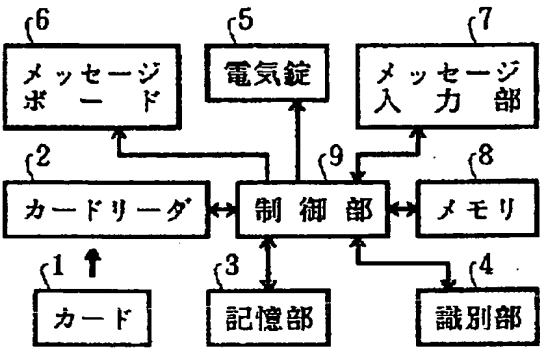 6
5
7
メッセージ
ボード
電気錠
メッセージ
入力部
2
9
8
カードリーダ
制御部
メモリ
1
3
4
カード
記憶部
識別部